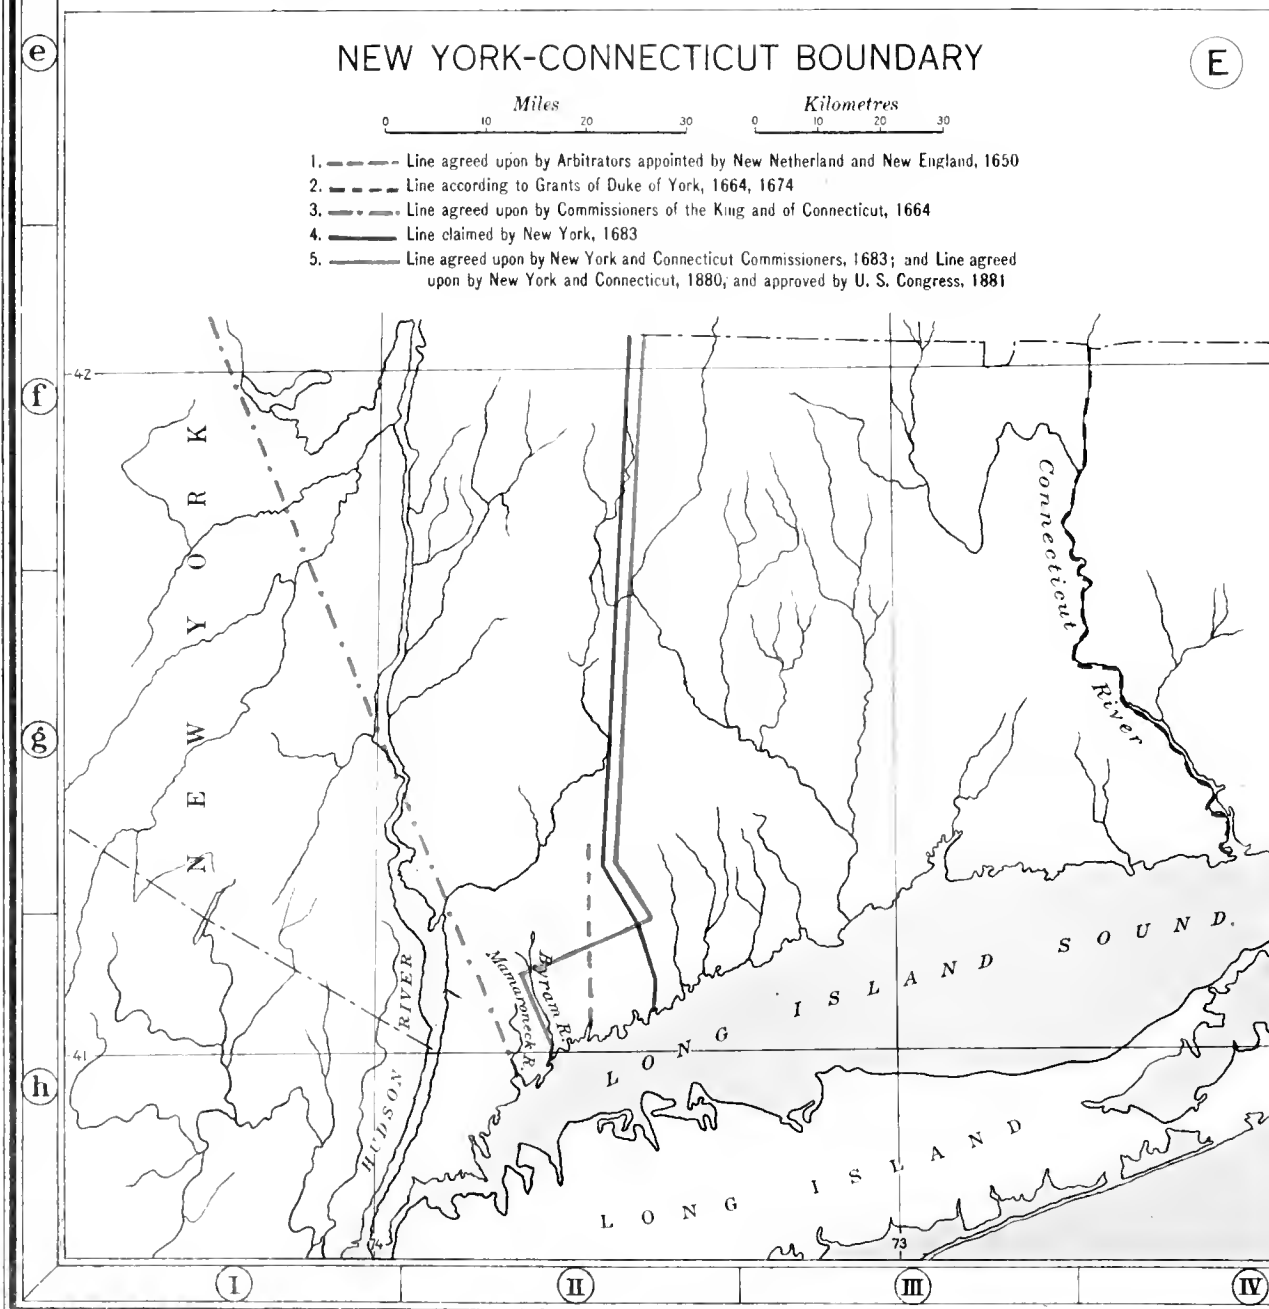 e
NEW YORK-CONNECTICUT BOUNDARY
E
Miles
Kilometres
0 10 20 30
0 10 20 30
1. Line agreed upon by Arbitrators appointed by New Netherland and New England, 1650
2. Line according to Grants of Duke of York, 1664, 1674
3. Line agreed upon by Commissioners of the King and of Connecticut, 1664
4. Line claimed by New York, 1683
5. Line agreed upon by New York and Connecticut Commissioners, 1683; and Line agreed
upon by New York and Connecticut, 1880, and approved by U. S. Congress, 1881
42
f
NEW YORK
Connecticut River
g
Mamaroneck R.
Byram R.
HUDSON RIVER
LONG ISLAND SOUND.
41
h
LONG ISLAND
74
73
I
II
III
IV